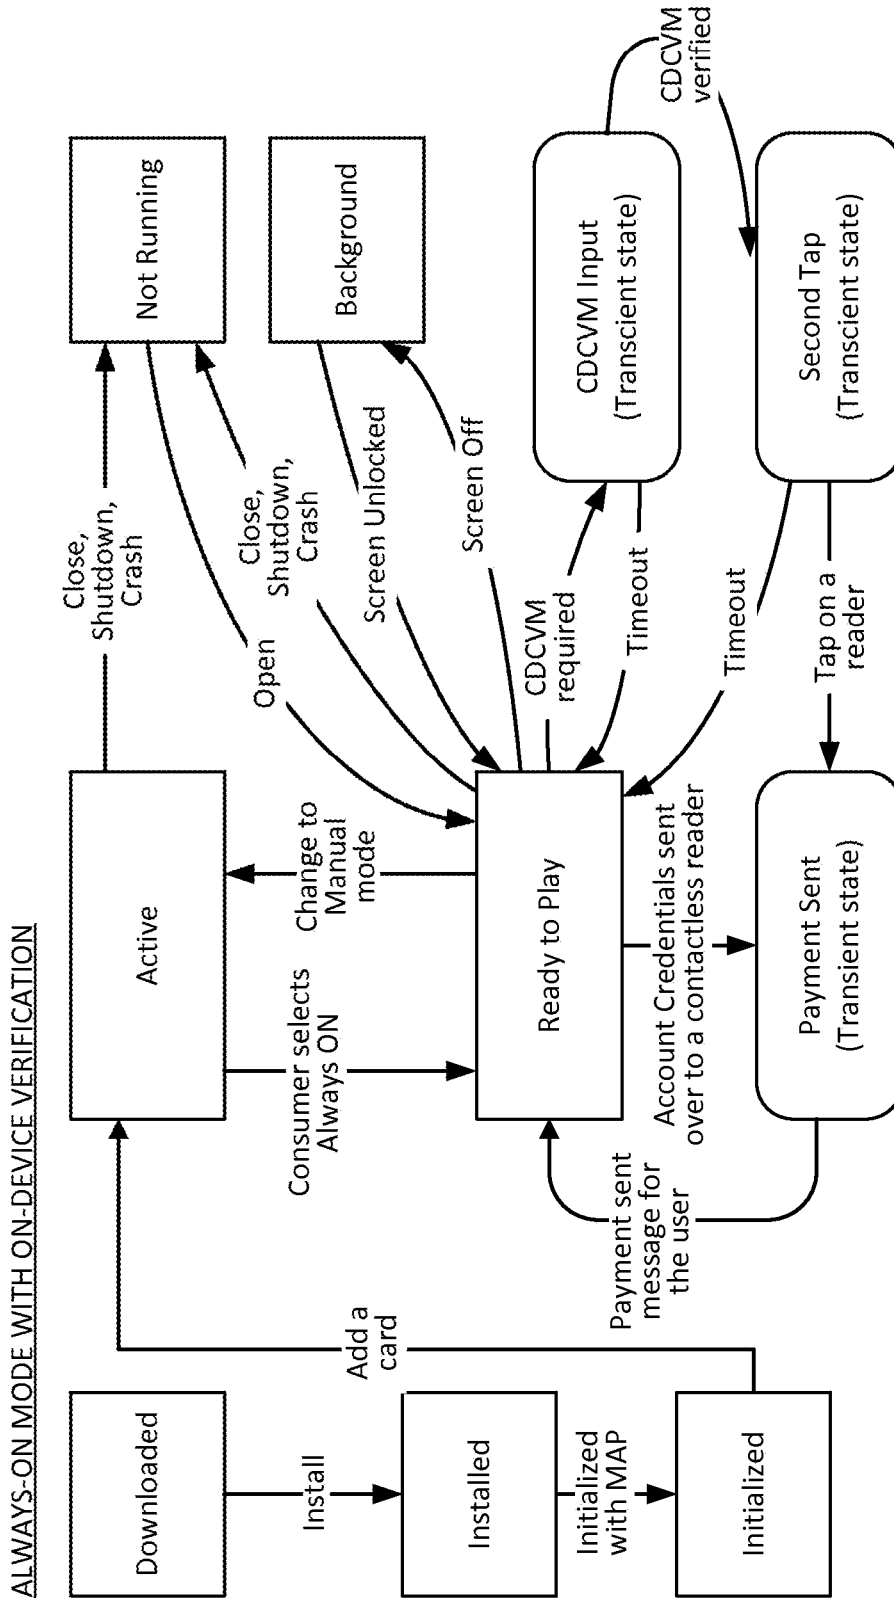 ALWAYS-ON MODE WITH ON-DEVICE VERIFICATION
Downloaded
Install
Installed
Initialized
with MAP
Initialized
Add a
card
Active
Close,
Shutdown,
Crash
Not Running
Consumer selects
Always ON
Change to
Manual
mode
Open
Close,
Shutdown,
Crash
Screen Unlocked
Background
Screen Off
Ready to Play
CDCVM
required
Timeout
CDCVM Input
(Transcient state)
CDCVM
verified
Payment sent
message for
the user
Account Credentials sent
over to a contactless reader
Timeout
Payment Sent
(Transient state)
Tap on a
reader
Second Tap
(Transcient state)